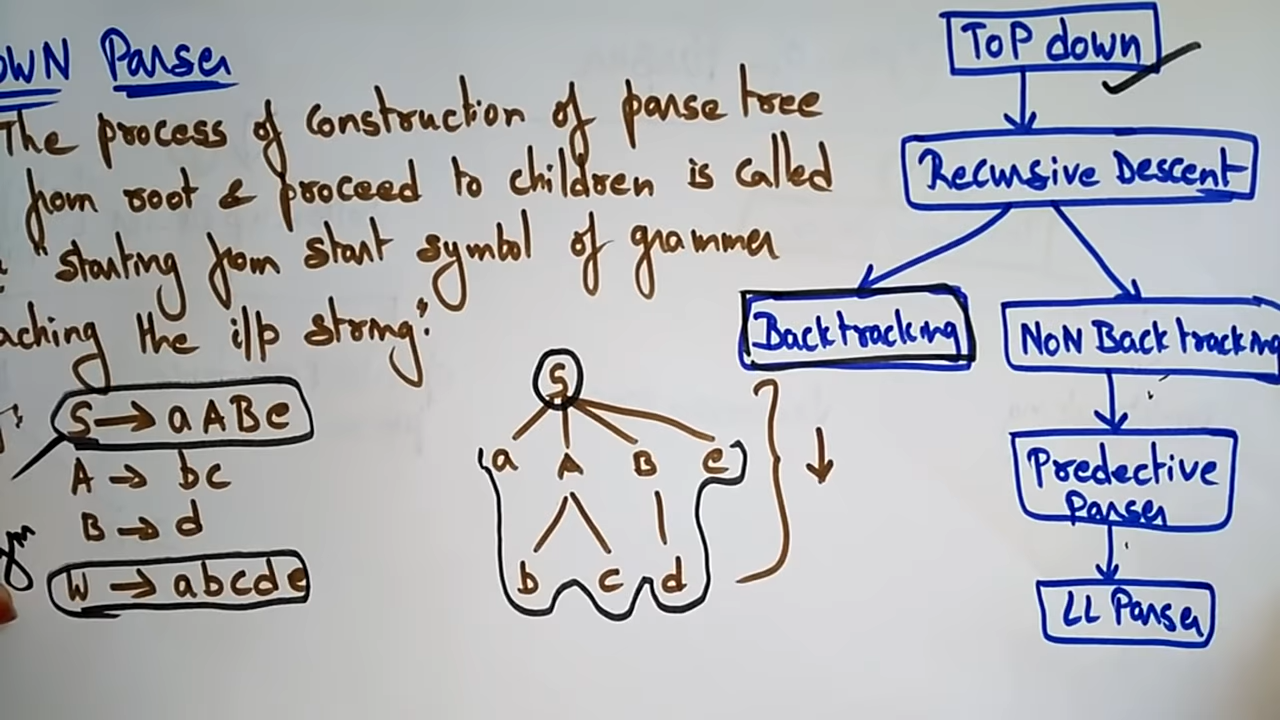 OWN Parser
The process of construction of parse tree
from root & proceed to children is called
"starting from start symbol of grammer
aching the i/p string"
S → aABe
A → bc
B → d
W → abcde
S
a A B e
b c d
ToP down
Recursive Descent
Backtracking
NoN Backtracking
Predective
Parser
LL Parser